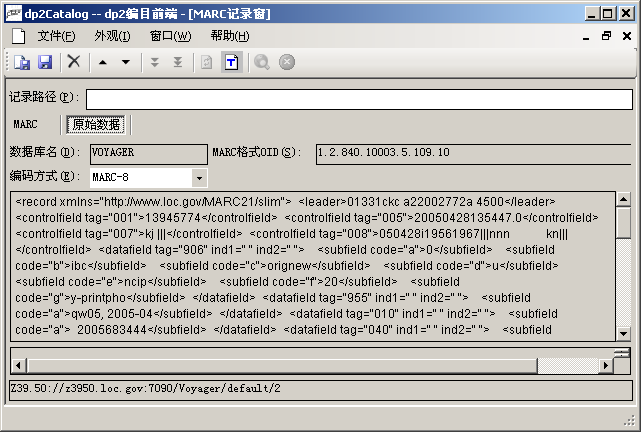 dp2Catalog -- dp2编目前端 - [MARC记录窗]
文件(F) 外观(I) 窗口(W) 帮助(H)
记录路径(P):
MARC 原始数据
数据库名(D): VOYAGER MARC格式OID(S): 1.2.840.10003.5.109.10
编码方式(E): MARC-8
<record xmlns="http://www.loc.gov/MARC21/slim"> <leader>01331ckc a22002772a 4500</leader>
<controlfield tag="001">13945774</controlfield> <controlfield tag="005">20050428135447.0</controlfield>
<controlfield tag="007">kj |||</controlfield> <controlfield tag="008">050428i19561967|||nnn kn|||
</controlfield> <datafield tag="906" ind1=" " ind2=" "> <subfield code="a">0</subfield> <subfield
code="b">ibc</subfield> <subfield code="c">orignew</subfield> <subfield code="d">u</subfield>
<subfield code="e">ncip</subfield> <subfield code="f">20</subfield> <subfield
code="g">y-printpho</subfield> </datafield> <datafield tag="955" ind1=" " ind2=" "> <subfield
code="a">qw05, 2005-04</subfield> </datafield> <datafield tag="010" ind1=" " ind2=" "> <subfield
code="a"> 2005683444</subfield> </datafield> <datafield tag="040" ind1=" " ind2=" "> <subfield
Z39.50://z3950.loc.gov:7090/Voyager/default/2